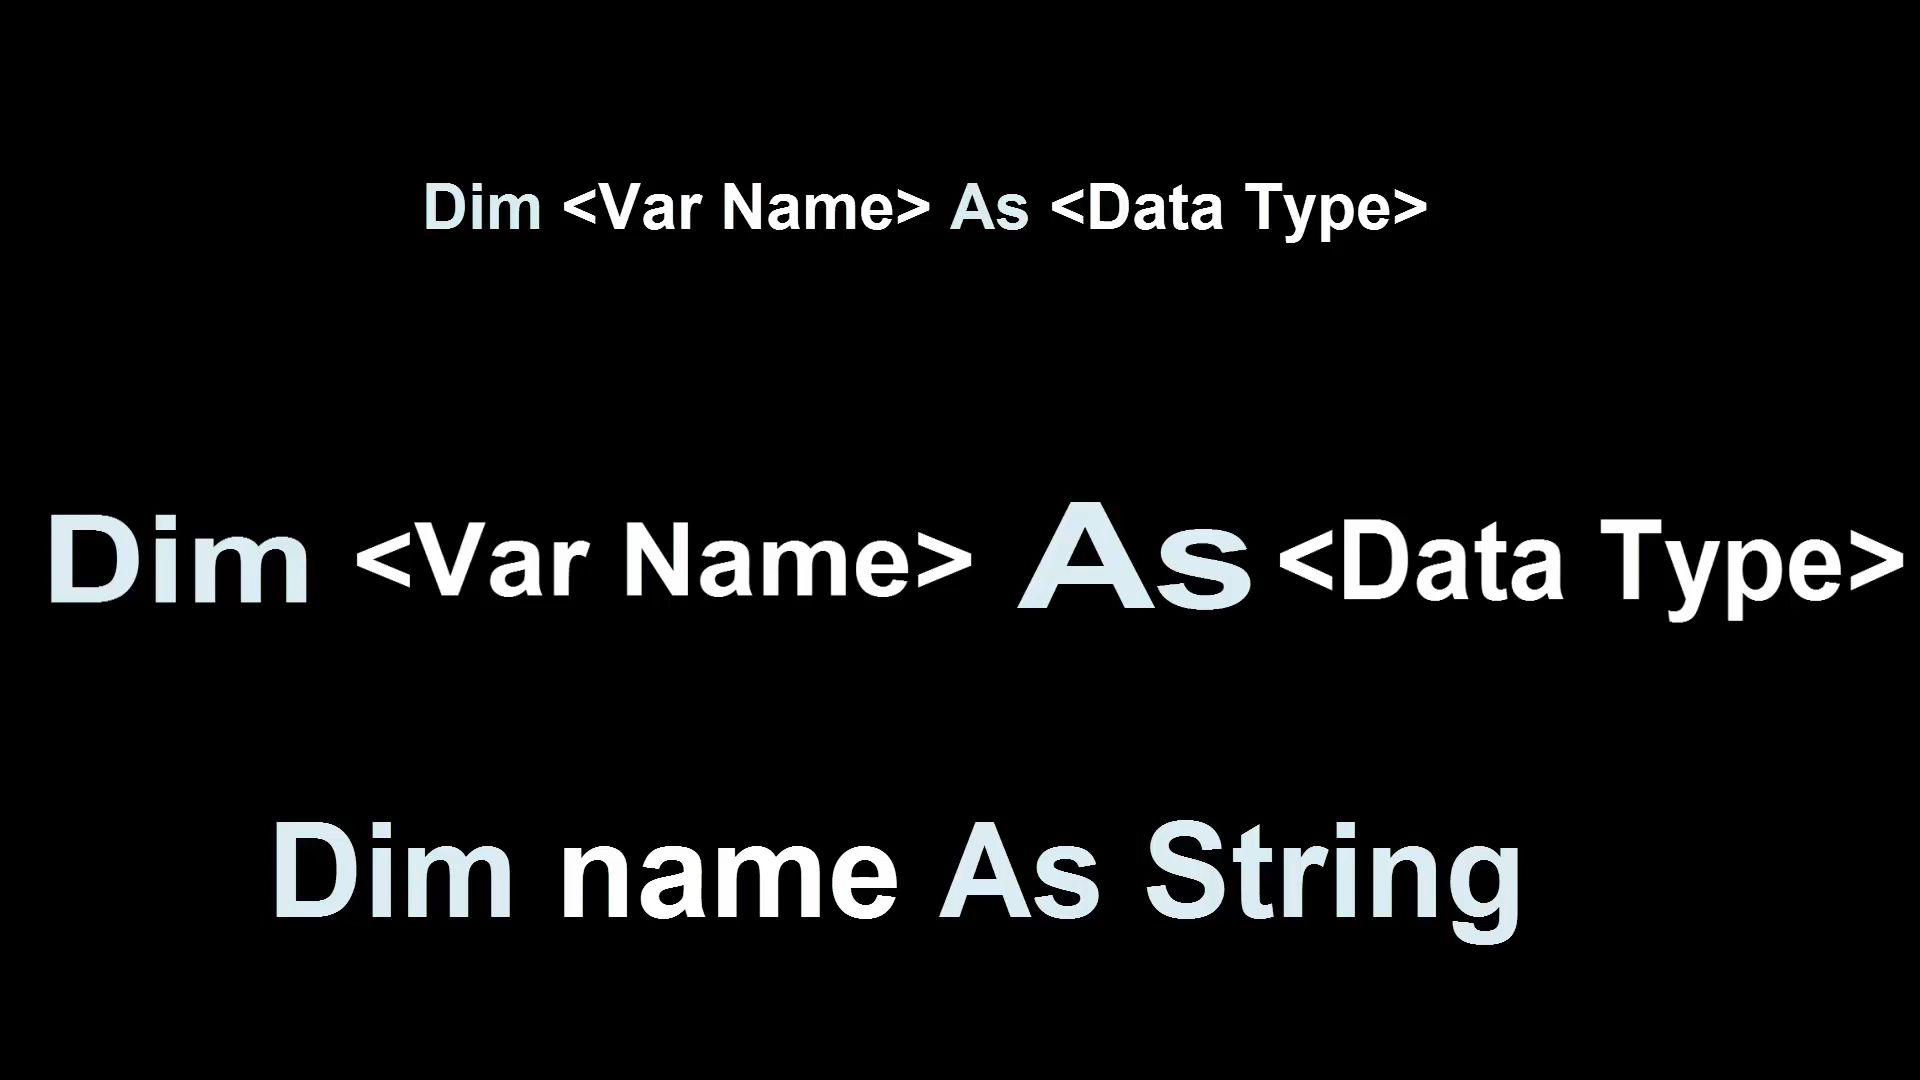 Dim <Var Name> As <Data Type>
Dim <Var Name> As <Data Type>
Dim name As String